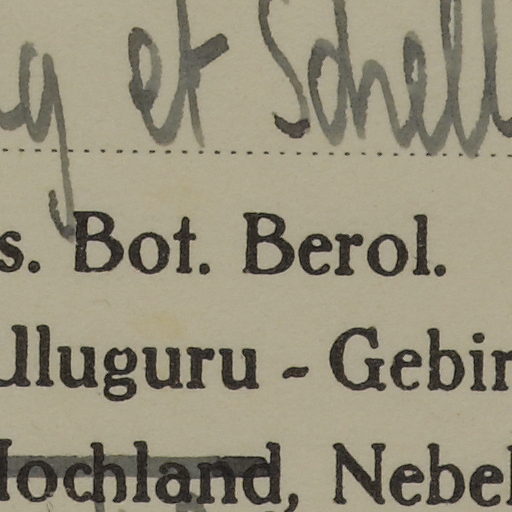 g et Schell
s. Bot. Berol.
Uluguru - Gebir
Hochland, Nebel